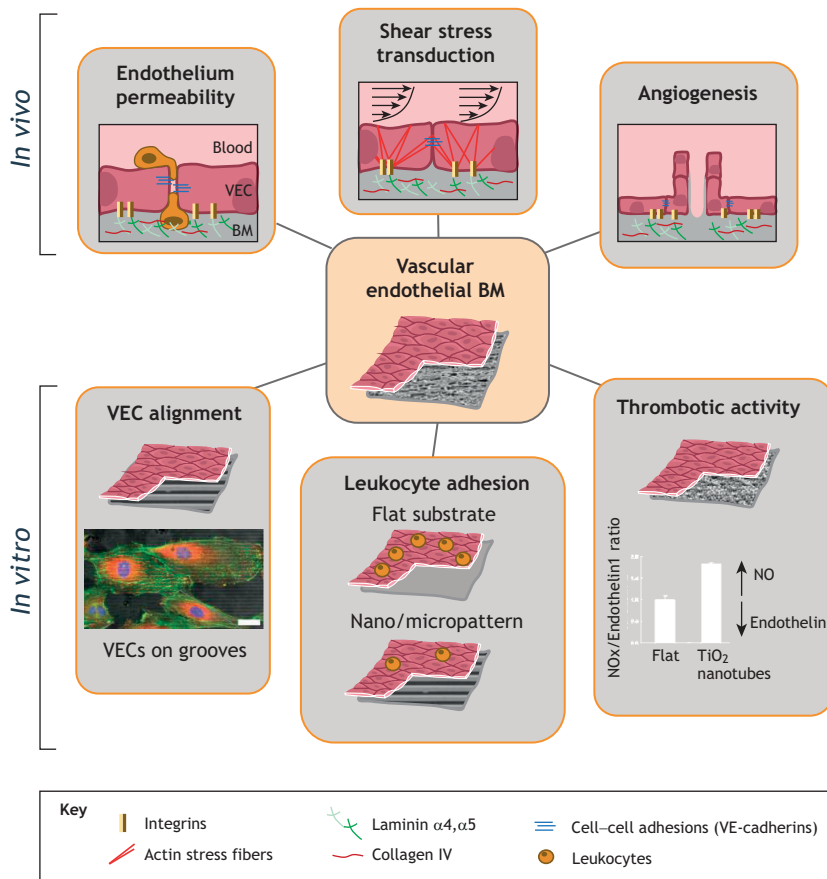 In vivo
Endothelium
permeability
Blood
VEC
BM
Shear stress
transduction
Angiogenesis
Vascular
endothelial BM
In vitro
VEC alignment
VECs on grooves
Leukocyte adhesion
Flat substrate
Nano/micropattern
Thrombotic activity
NOx/Endothelin1 ratio
NO
Endothelin
Flat
TiO2
nanotubes
Key
Integrins
Laminin α4,α5
Cell–cell adhesions (VE-cadherins)
Actin stress fibers
Collagen IV
Leukocytes